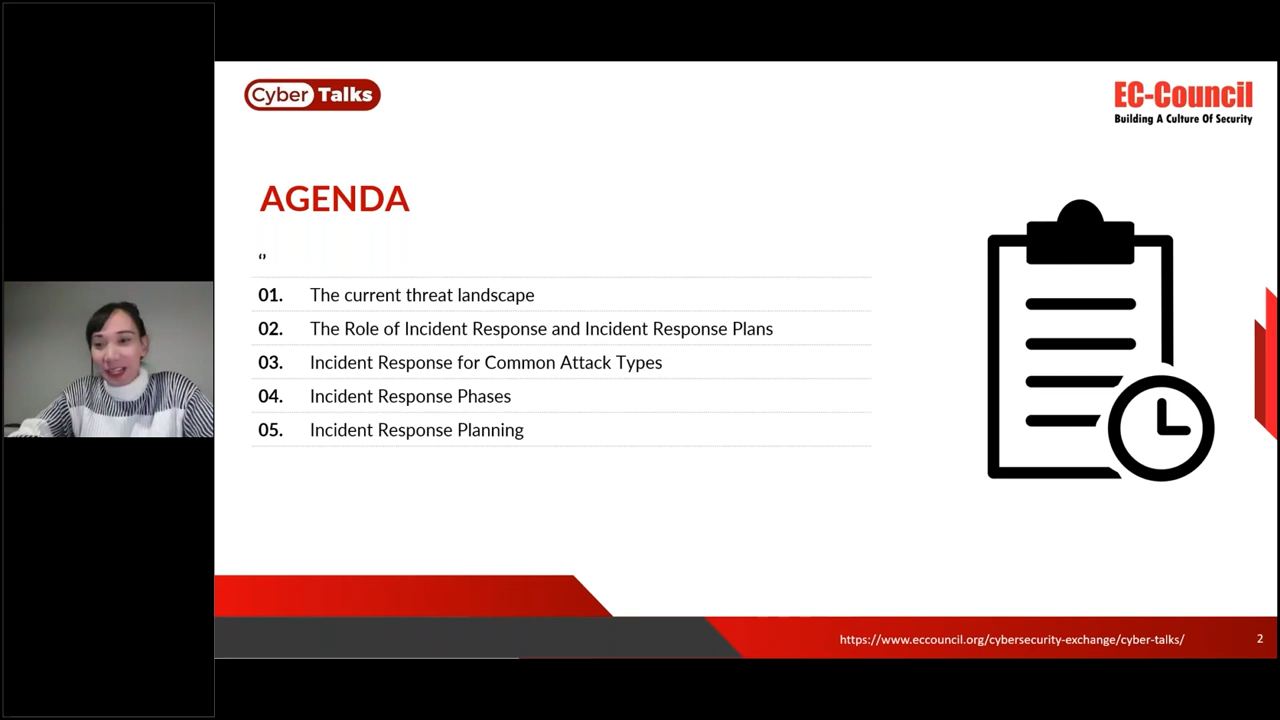 Cyber Talks
EC-Council
Building A Culture Of Security
AGENDA
01. The current threat landscape
02. The Role of Incident Response and Incident Response Plans
03. Incident Response for Common Attack Types
04. Incident Response Phases
05. Incident Response Planning
https://www.eccouncil.org/cybersecurity-exchange/cyber-talks/ 2